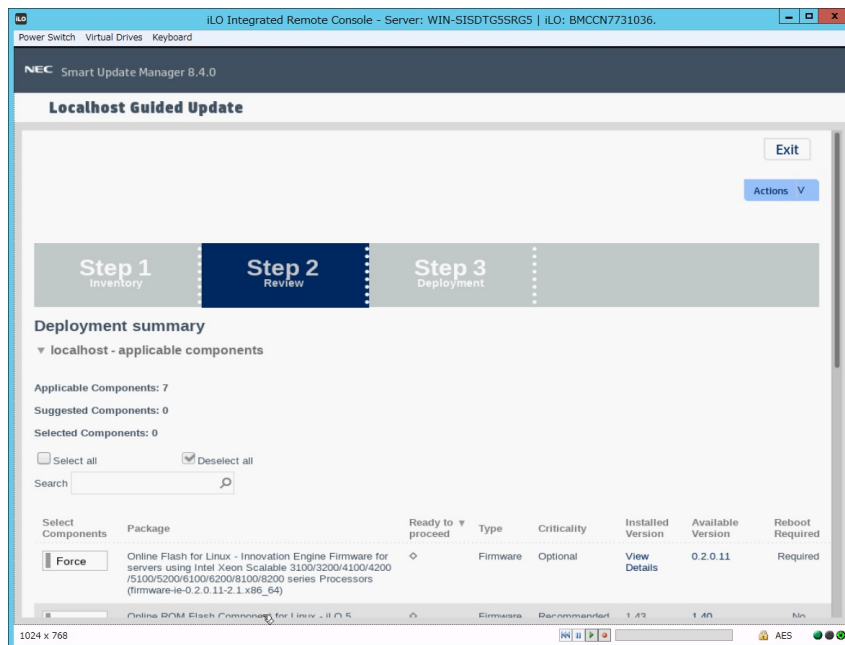 iLO
iLO Integrated Remote Console - Server: WIN-SISDTG5SRG5 | iLO: BMCCN7731036.
Power Switch Virtual Drives Keyboard
NEC Smart Update Manager 8.4.0
Localhost Guided Update
Exit
Actions
Step 1
Inventory
Step 2
Review
Step 3
Deployment
Deployment summary
localhost - applicable components
Applicable Components: 7
Suggested Components: 0
Selected Components: 0
Select all Deselect all
Search
Select Components Package Ready to proceed Type Criticality Installed Version Available Version Reboot Required
Force
Online Flash for Linux - Innovation Engine Firmware for
servers using Intel Xeon Scalable 3100/3200/4100/4200
/5100/5200/6100/6200/8100/8200 series Processors
(firmware-ie-0.2.0.11-2.1.x86_64)
Firmware Optional View Details 0.2.0.11 Required
Online ROM Flash Component for Linux - iLO 5 Firmware Recommended 1.43 1.40 No
1024 x 768 AES